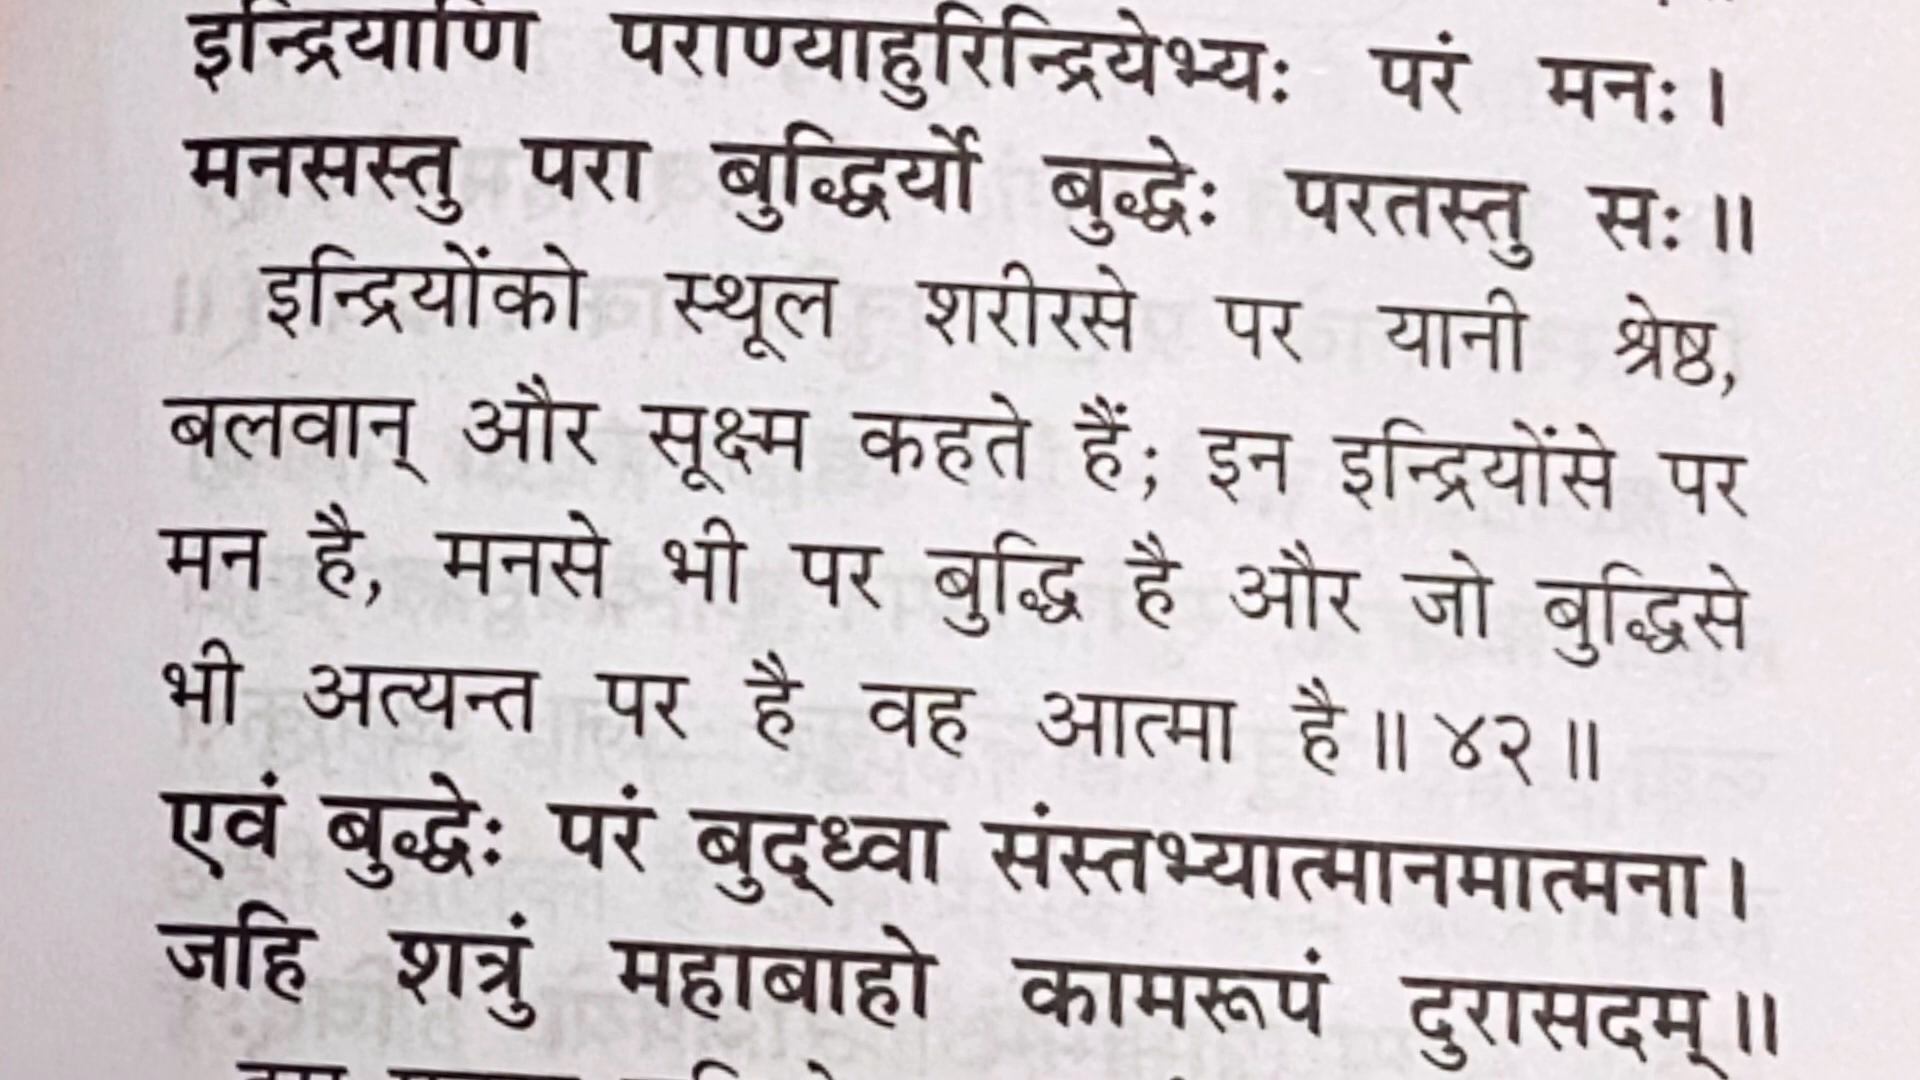 इन्द्रियाणि पराण्याहुरिन्द्रियेभ्यः परं मनः।
मनसस्तु परा बुद्धिर्यो बुद्धेः परतस्तु सः॥
इन्द्रियोंको स्थूल शरीरसे पर यानी श्रेष्ठ,
बलवान् और सूक्ष्म कहते हैं; इन इन्द्रियोंसे पर
मन है, मनसे भी पर बुद्धि है और जो बुद्धिसे
भी अत्यन्त पर है वह आत्मा है॥ ४२॥
एवं बुद्धेः परं बुद्ध्वा संस्तभ्यात्मानमात्मना।
जहि शत्रुं महाबाहो कामरूपं दुरासदम्॥